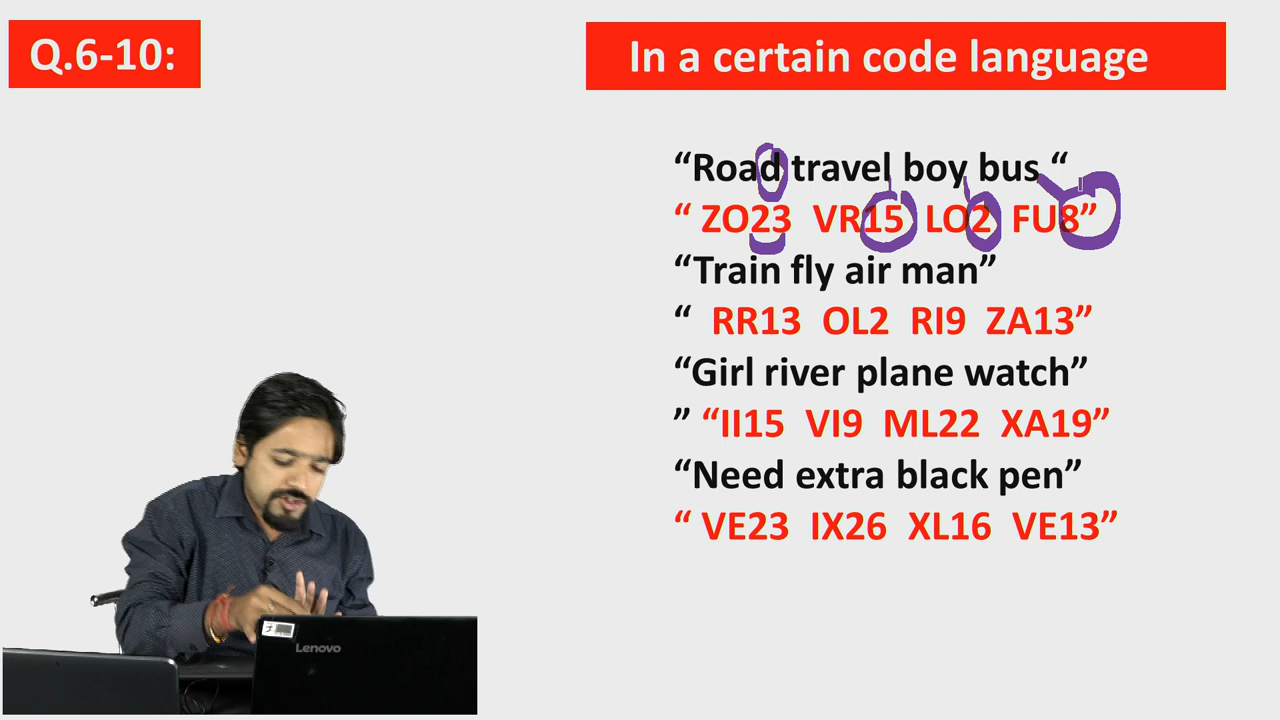 Q.6-10:
In a certain code language
“Road travel boy bus “
“ ZO23 VR15 LO2 FU8”
“Train fly air man”
“ RR13 OL2 RI9 ZA13”
“Girl river plane watch”
” “II15 VI9 ML22 XA19”
“Need extra black pen”
“ VE23 IX26 XL16 VE13”
Lenovo